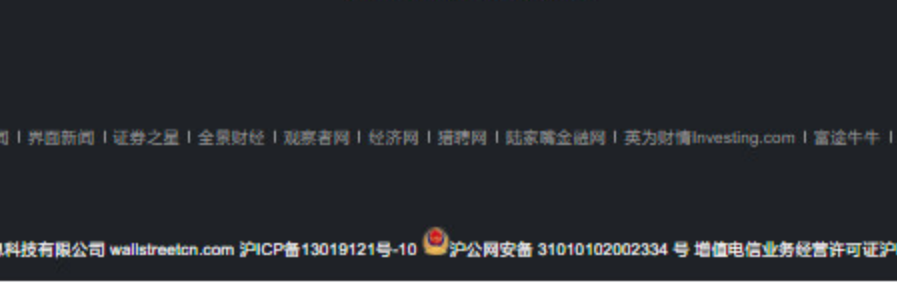 闻 | 界面新闻 | 证券之星 | 全景财经 | 观察者网 | 经济网 | 猎聘网 | 陆家嘴金融网 | 英为财情Investing.com | 富途牛牛 |
科技有限公司 wallstreetcn.com 沪ICP备13019121号-10 沪公网安备 31010102002334 号 增值电信业务经营许可证沪